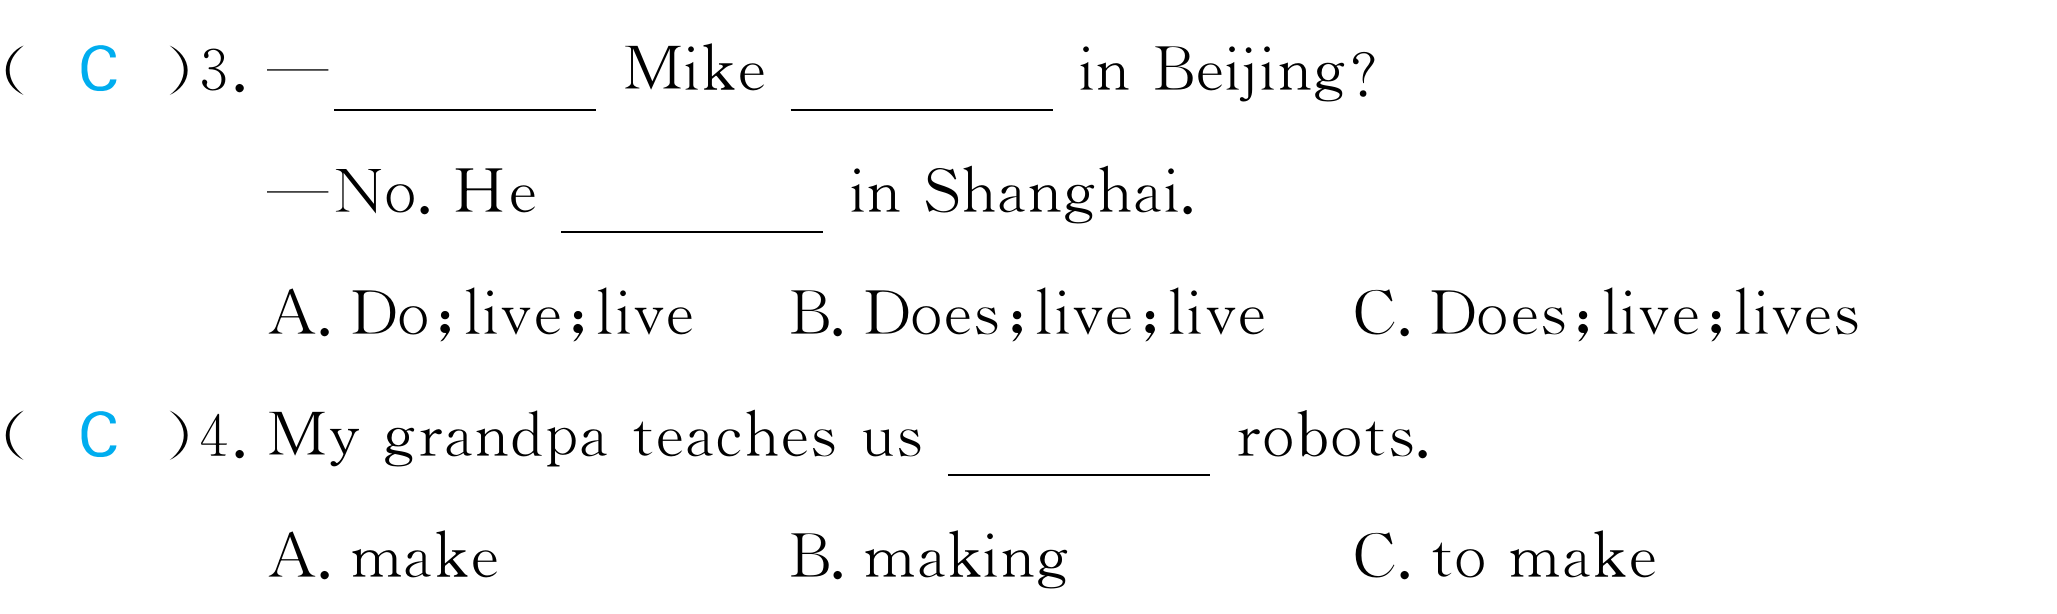 ( C )3. —________ Mike ________ in Beijing?
—No. He ________ in Shanghai.
A. Do;live;live B. Does;live;live C. Does;live;lives
( C )4. My grandpa teaches us ________ robots.
A. make B. making C. to make